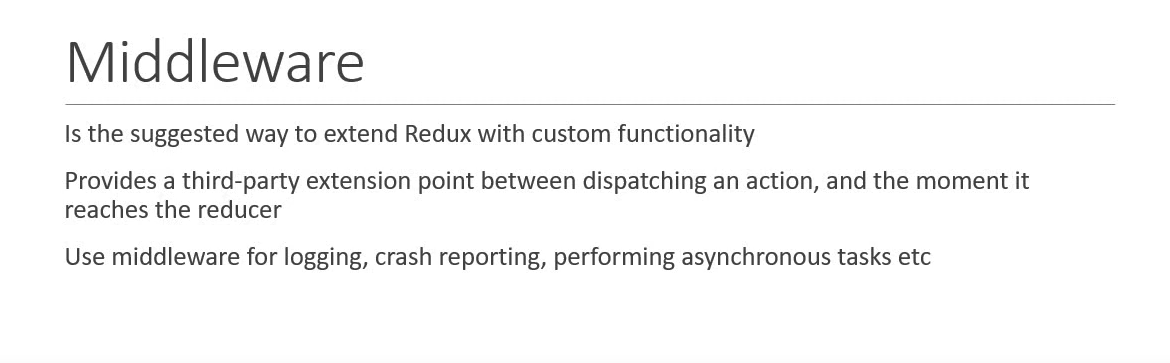 Middleware
Is the suggested way to extend Redux with custom functionality
Provides a third-party extension point between dispatching an action, and the moment it
reaches the reducer
Use middleware for logging, crash reporting, performing asynchronous tasks etc